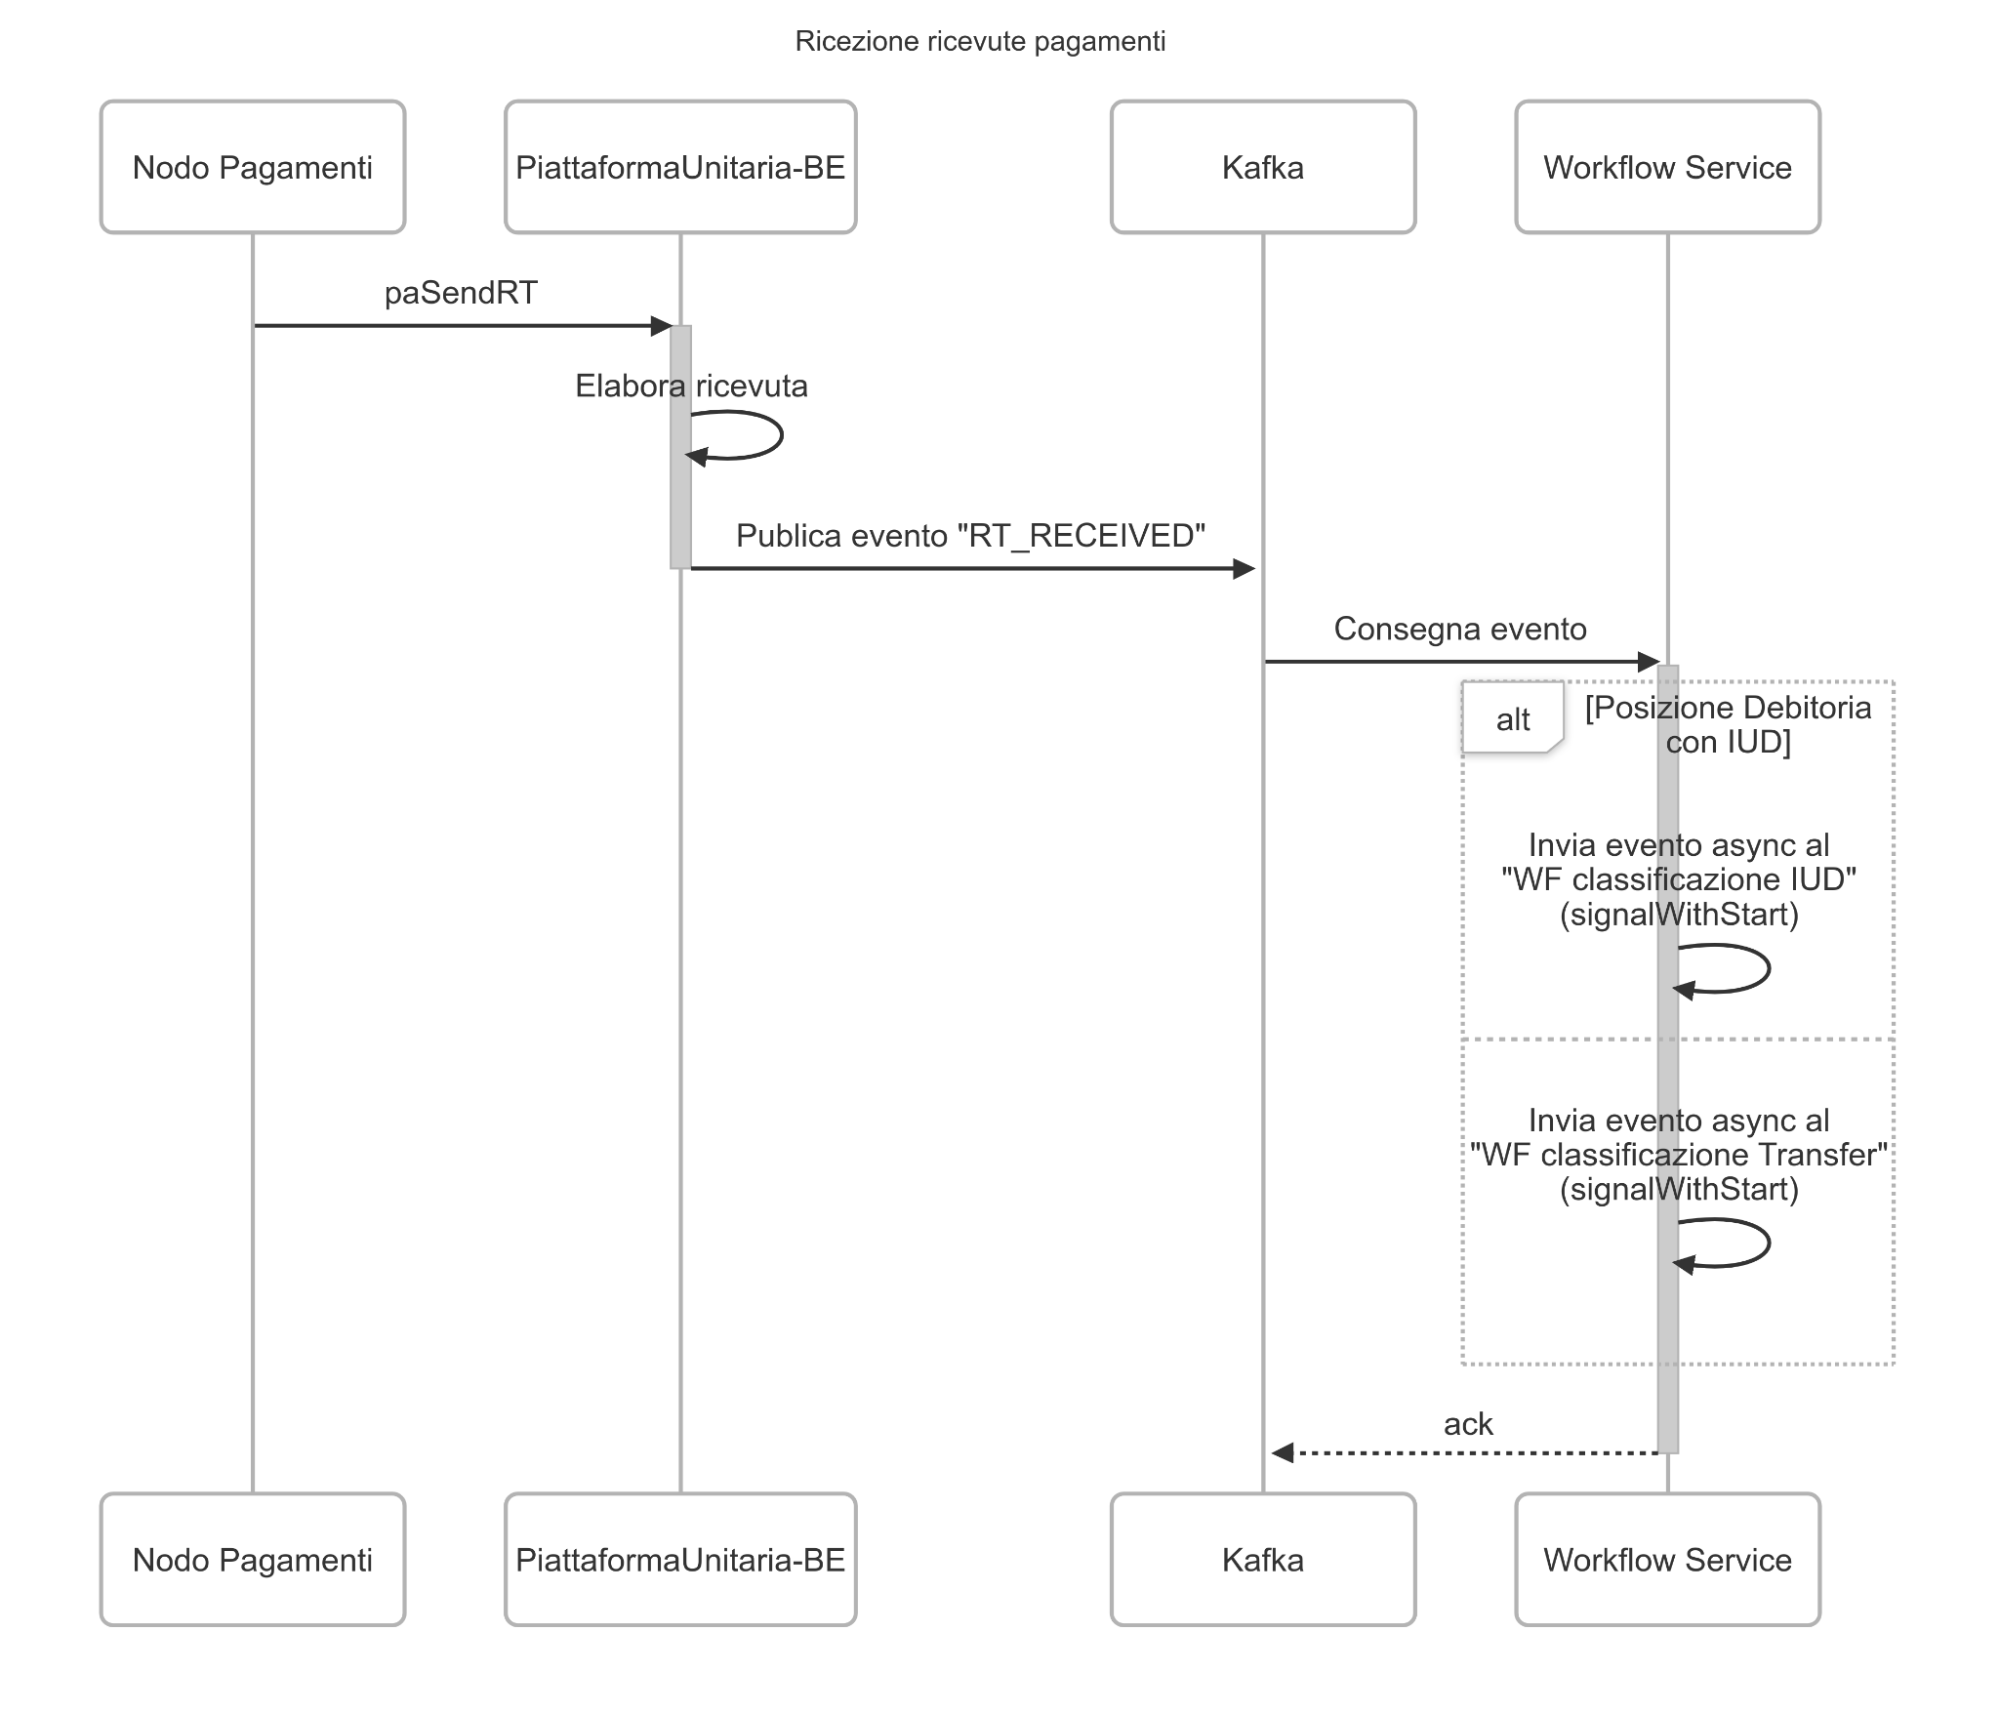 Ricezione ricevute pagamenti
Nodo Pagamenti
PiattaformaUnitaria-BE
Kafka
Workflow Service
paSendRT
Elabora ricevuta
Publica evento "RT_RECEIVED"
Consegna evento
alt
[Posizione Debitoria
con IUD]
Invia evento async al
"WF classificazione IUD"
(signalWithStart)
Invia evento async al
"WF classificazione Transfer"
(signalWithStart)
ack
Nodo Pagamenti
PiattaformaUnitaria-BE
Kafka
Workflow Service